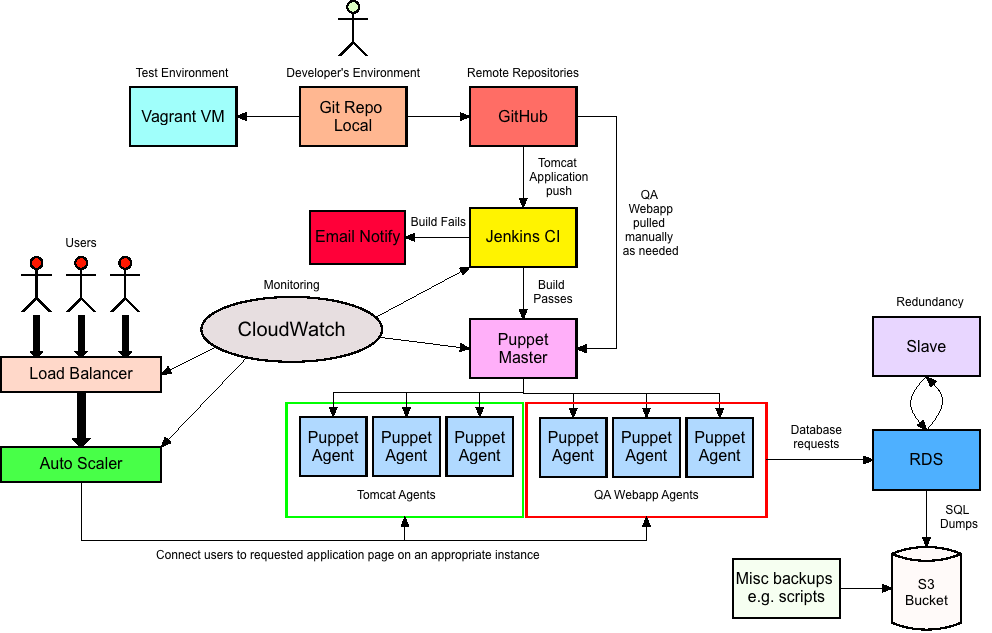 Test Environment
Developer's Environment
Remote Repositories
Vagrant VM
Git Repo
Local
GitHub
Tomcat
Application
push
QA
Webapp
pulled
manually
as needed
Email Notify
Build Fails
Jenkins CI
Users
Monitoring
Build
Passes
CloudWatch
Puppet
Master
Redundancy
Slave
Load Balancer
Auto Scaler
Puppet
Agent
Puppet
Agent
Puppet
Agent
Tomcat Agents
Puppet
Agent
Puppet
Agent
Puppet
Agent
QA Webapp Agents
Database
requests
RDS
SQL
Dumps
Connect users to requested application page on an appropriate instance
Misc backups
e.g. scripts
S3
Bucket